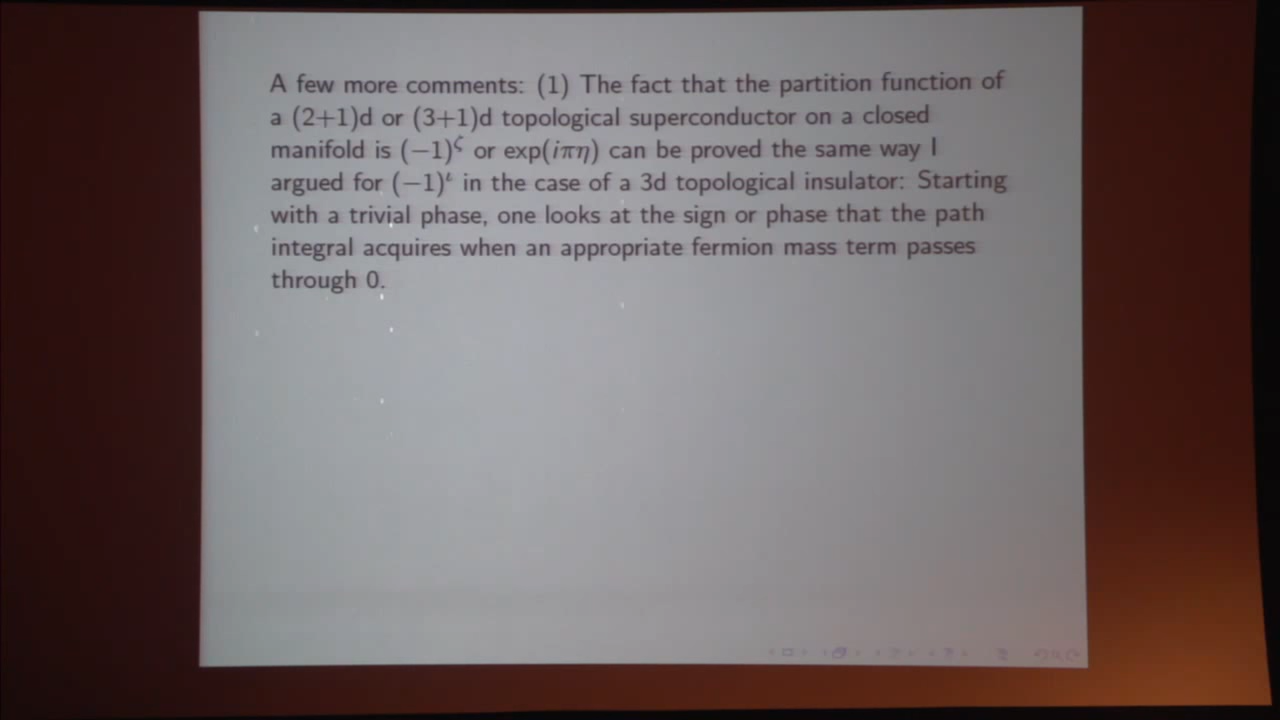 A few more comments: (1) The fact that the partition function of
a (2+1)d or (3+1)d topological superconductor on a closed
manifold is (−1)^ζ or exp(iπη) can be proved the same way I
argued for (−1)^ι in the case of a 3d topological insulator: Starting
with a trivial phase, one looks at the sign or phase that the path
integral acquires when an appropriate fermion mass term passes
through 0.